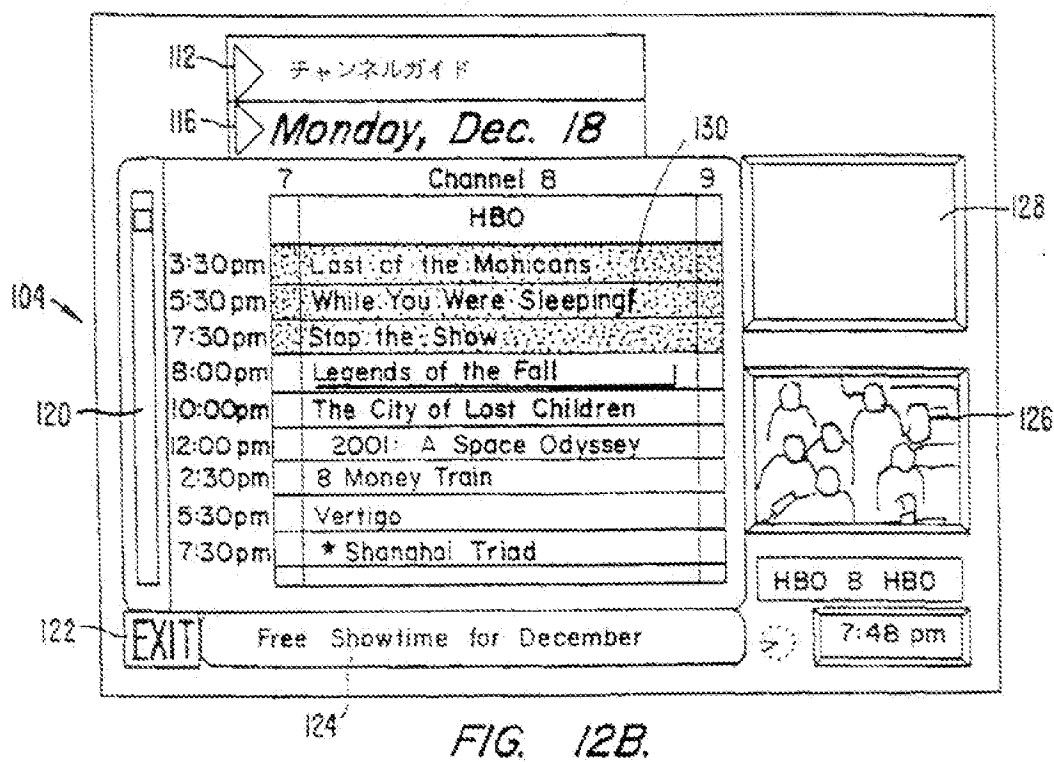 112
チャンネルガイド
116
Monday, Dec. 18
130
7 Channel 8 9
HBO
128
3:30pm Last of the Mohicans
104
5:30pm While You Were Sleeping!
7:30pm Stop the Show
8:00pm Legends of the Fall
120
10:00pm The City of Lost Children
126
12:00 pm 2001: A Space Odyssey
2:30pm 8 Money Train
5:30pm Vertigo
7:30pm ★ Shanghai Triad
HBO 8 HBO
122
EXIT Free Showtime for December
7:48 pm
124
FIG. 12B.